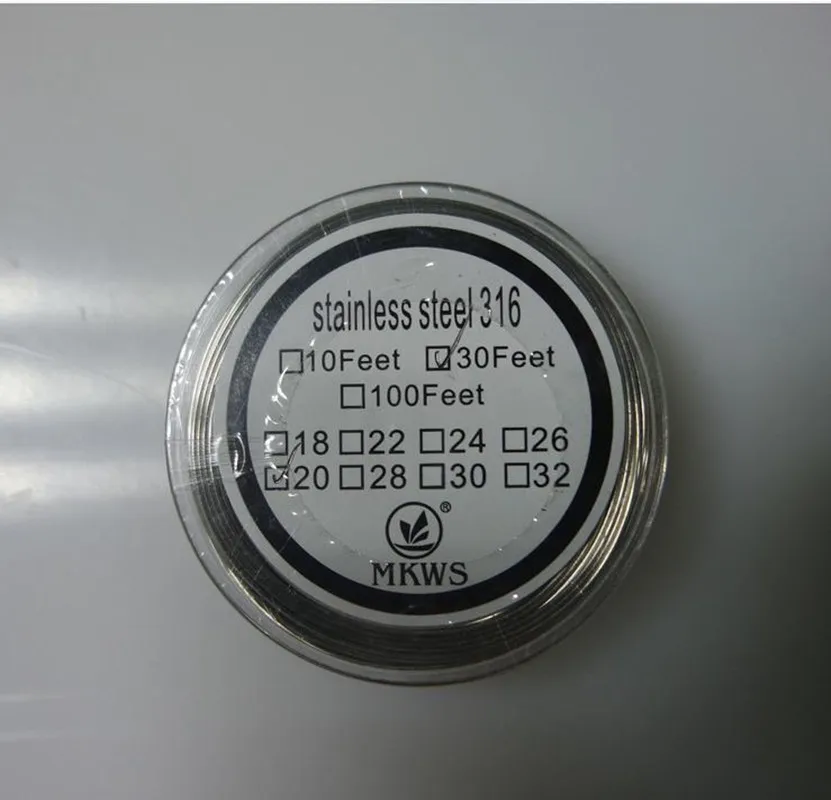 stainless steel 316
☐10Feet ☑30Feet
☐100Feet
☐18 ☐22 ☐24 ☐26
☑20 ☐28 ☐30 ☐32
®
MKWS